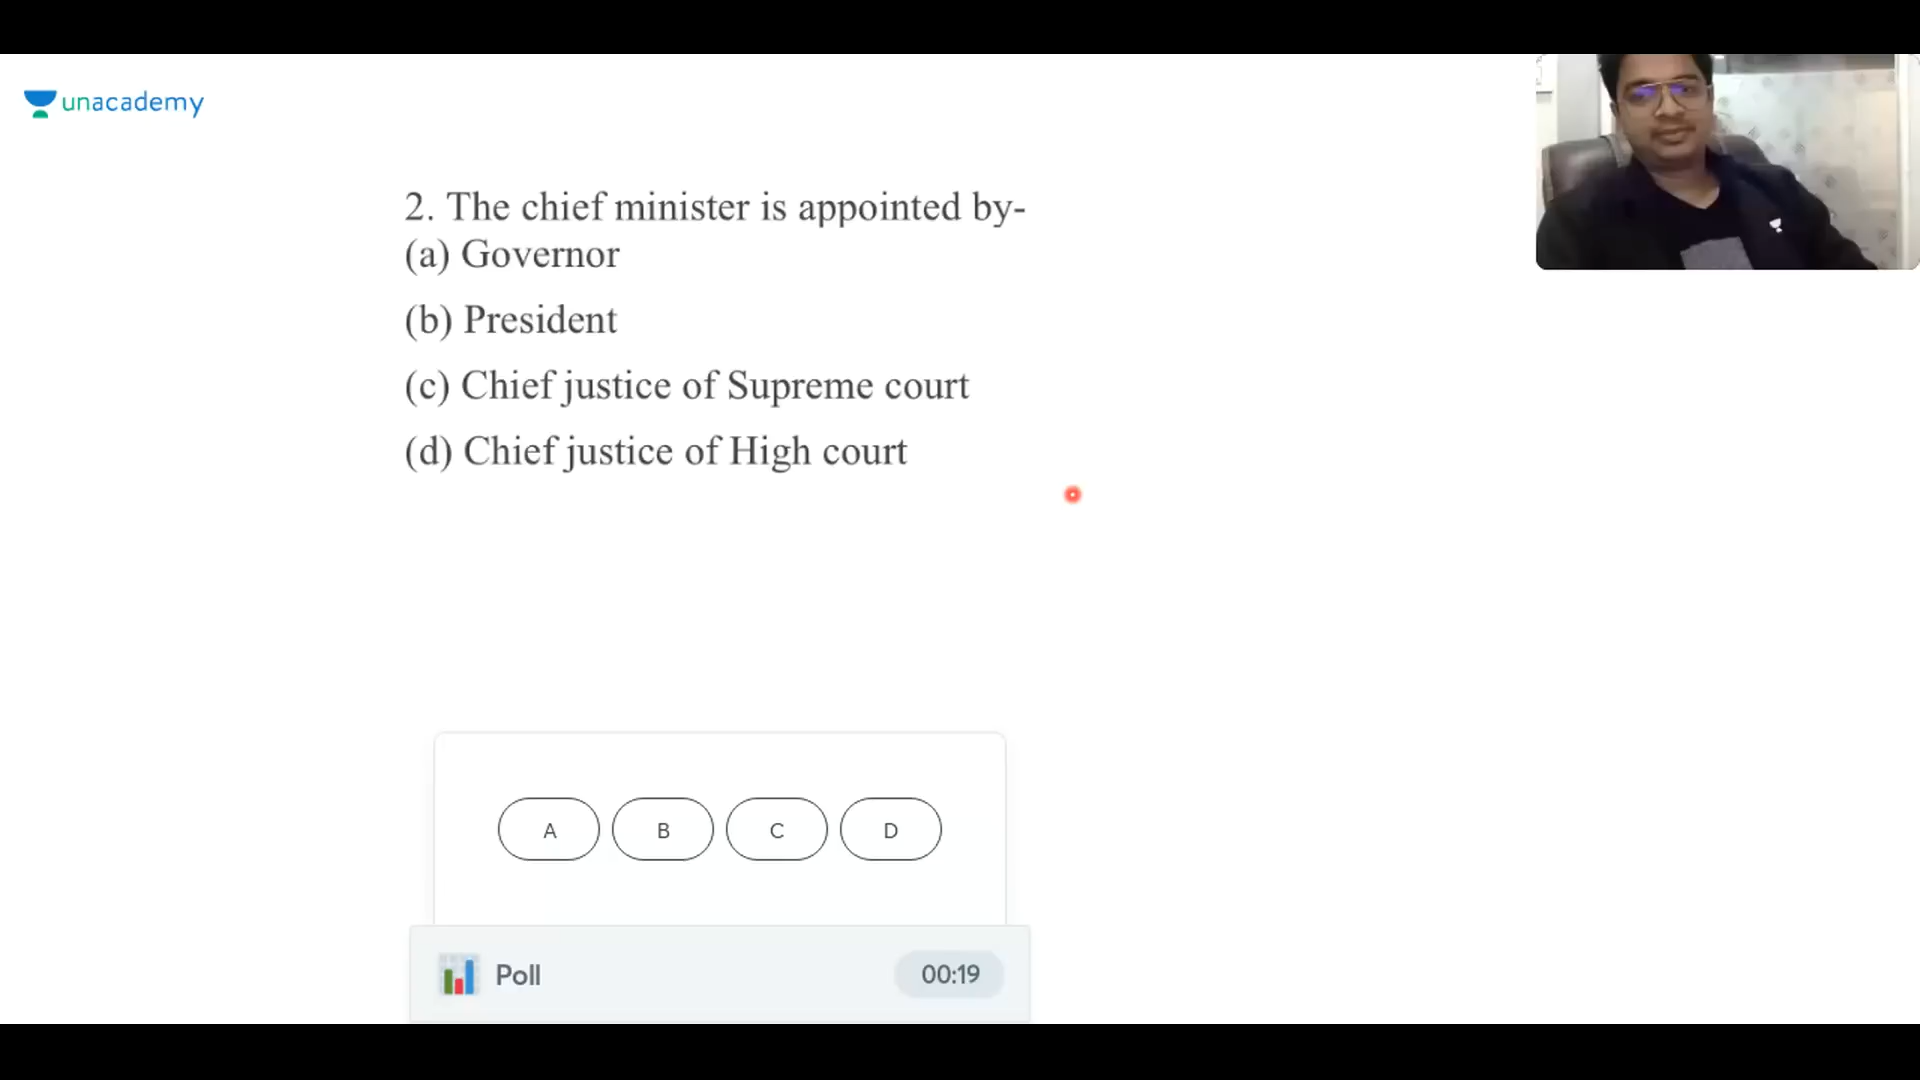 unacademy
2. The chief minister is appointed by-
(a) Governor
(b) President
(c) Chief justice of Supreme court
(d) Chief justice of High court
A B C D
Poll 00:19